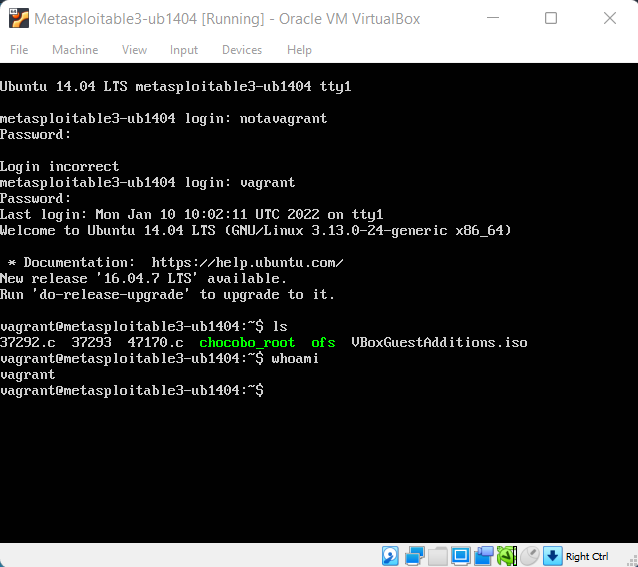 Metasploitable3-ub1404 [Running] - Oracle VM VirtualBox
File Machine View Input Devices Help
Ubuntu 14.04 LTS metasploitable3-ub1404 tty1
metasploitable3-ub1404 login: notavagrant
Password:
Login incorrect
metasploitable3-ub1404 login: vagrant
Password:
Last login: Mon Jan 10 10:02:11 UTC 2022 on tty1
Welcome to Ubuntu 14.04 LTS (GNU/Linux 3.13.0-24-generic x86_64)
* Documentation:  https://help.ubuntu.com/
New release '16.04.7 LTS' available.
Run 'do-release-upgrade' to upgrade to it.
vagrant@metasploitable3-ub1404:~$ ls
37292.c  37293  47170.c  chocobo_root  ofs  VBoxGuestAdditions.iso
vagrant@metasploitable3-ub1404:~$ whoami
vagrant
vagrant@metasploitable3-ub1404:~$
Right Ctrl